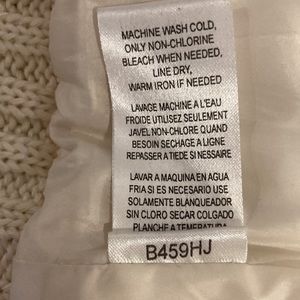 MACHINE WASH COLD,
ONLY NON-CHLORINE
BLEACH WHEN NEEDED,
LINE DRY,
WARM IRON IF NEEDED
LAVAGE MACHINE A L'EAU
FROIDE UTILISEZ SEULEMENT
JAVEL NON-CHLORE QUAND
BESOIN SECHAGE A LIGNE
REPASSER A TIEDE SI NESSAIRE
LAVAR A MAQUINA EN AGUA
FRIA SI ES NECESARIO USE
SOLAMENTE BLANQUEADOR
SIN CLORO SECAR COLGADO
PLANCHE A TEMPERATURA
B459HJ